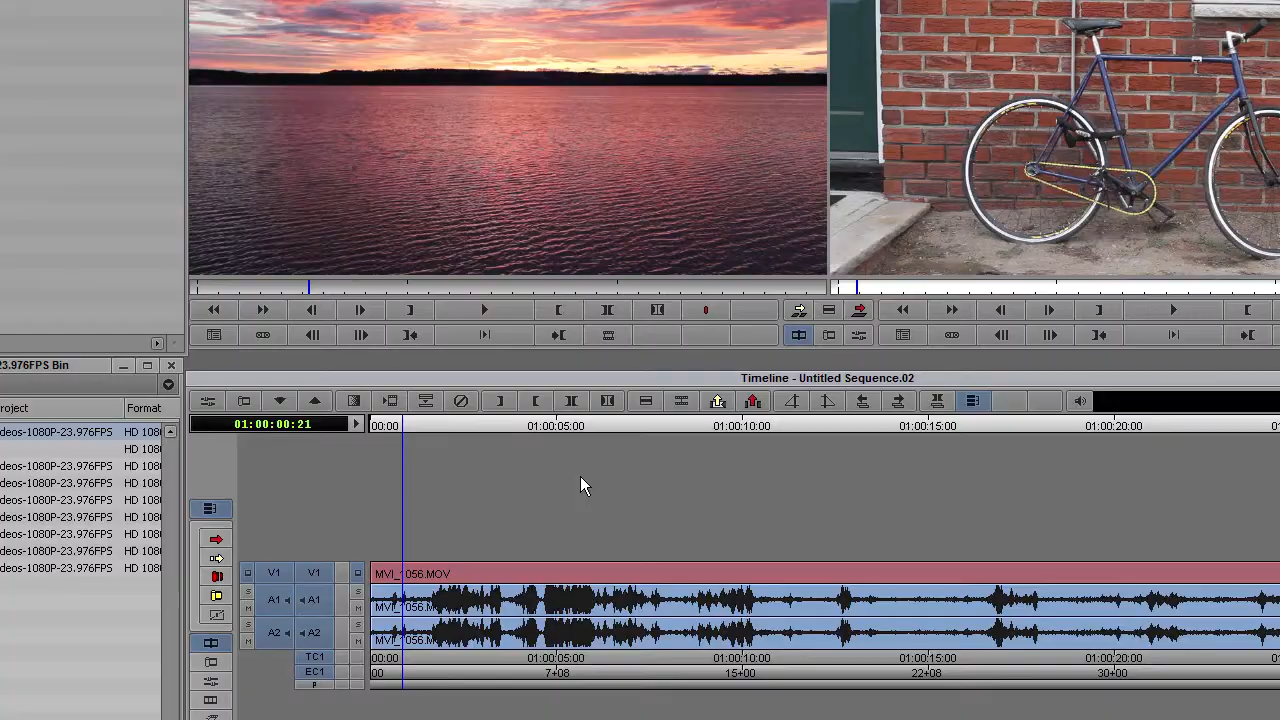 23.976FPS Bin
roject
Format
deos-1080P-23.976FPS HD 108
HD 108
deos-1080P-23.976FPS HD 108
deos-1080P-23.976FPS HD 108
deos-1080P-23.976FPS HD 108
deos-1080P-23.976FPS HD 108
deos-1080P-23.976FPS HD 108
deos-1080P-23.976FPS HD 108
deos-1080P-23.976FPS HD 108
Timeline - Untitled Sequence.02
01:00:00:21
00:00 01:00:05:00 01:00:10:00 01:00:15:00 01:00:20:00
V1 V1 MVI_1056.MOV
S
M
A1 A1 MVI_1056.M
S
M
S
M
A2 A2 MVI_1056.M
S
M
TC1 00:00 01:00:05:00 01:00:10:00 01:00:15:00 01:00:20:00
EC1 00 7+08 15+00 22+08 30+00